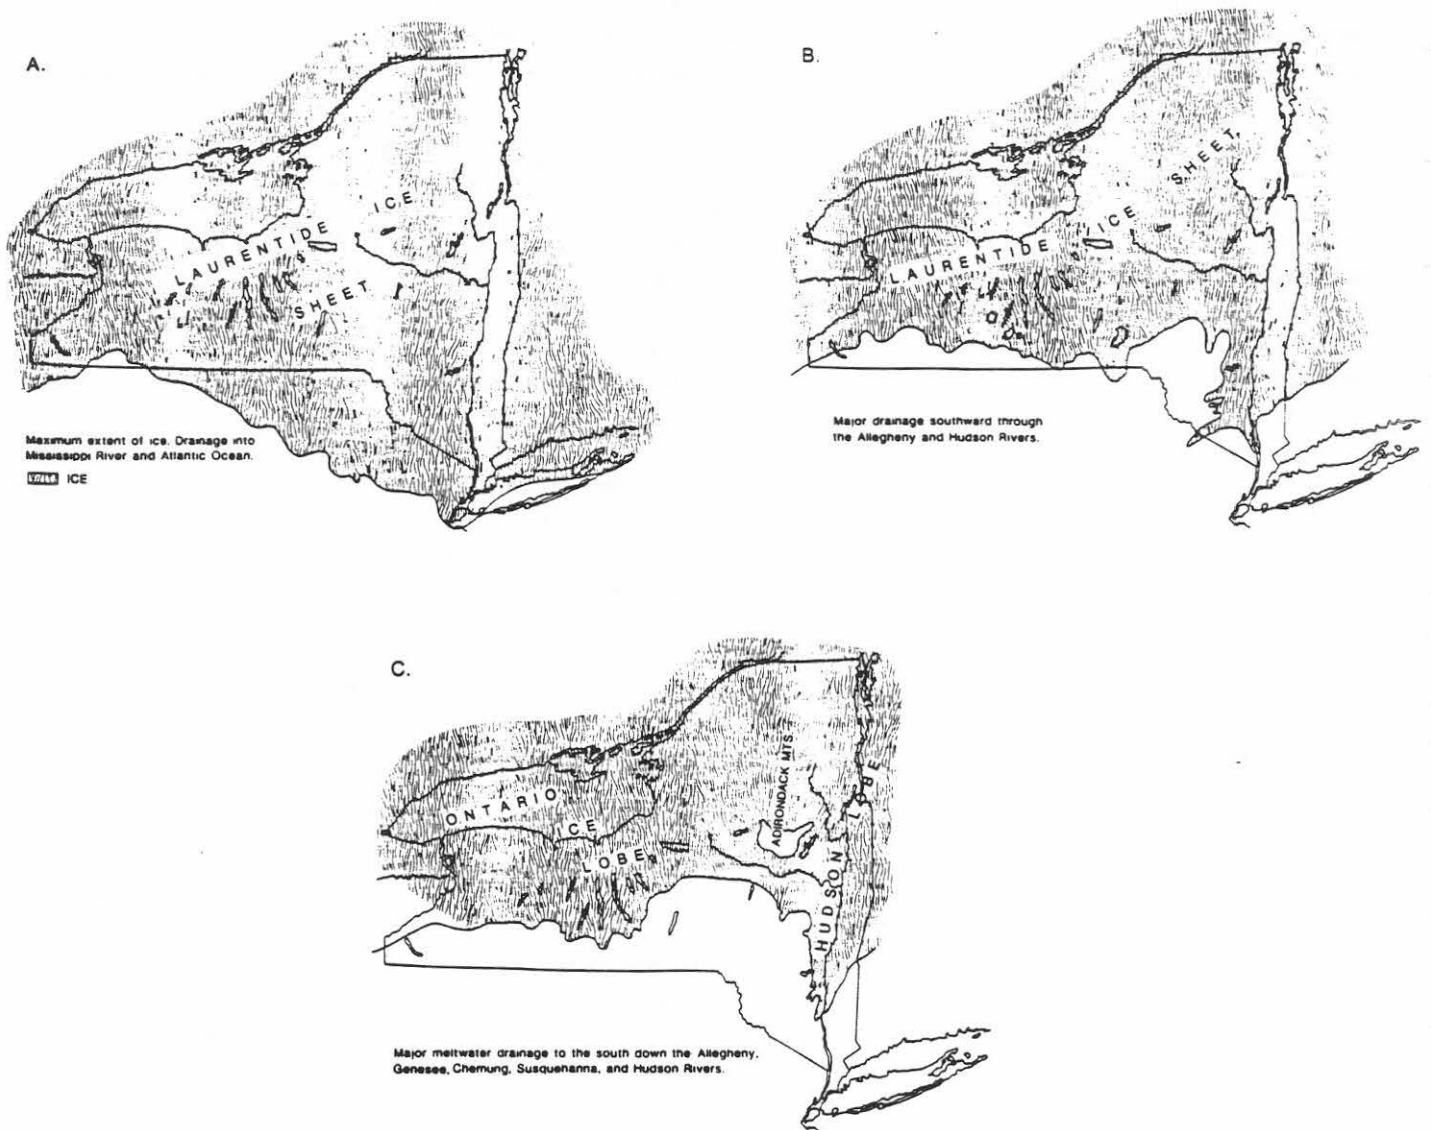 A.
LAURENTIDE ICE
SHEET
Maximum extent of ice. Drainage into
Mississippi River and Atlantic Ocean.
ICE
B.
LAURENTIDE ICE
SHEET
Major drainage southward through
the Allegheny and Hudson Rivers.
C.
ONTARIO
ICE
LOBE
ADIRONDACK MTS.
HUDSON LOBE
Major meltwater drainage to the south down the Allegheny,
Genesee, Chemung, Susquehanna, and Hudson Rivers.